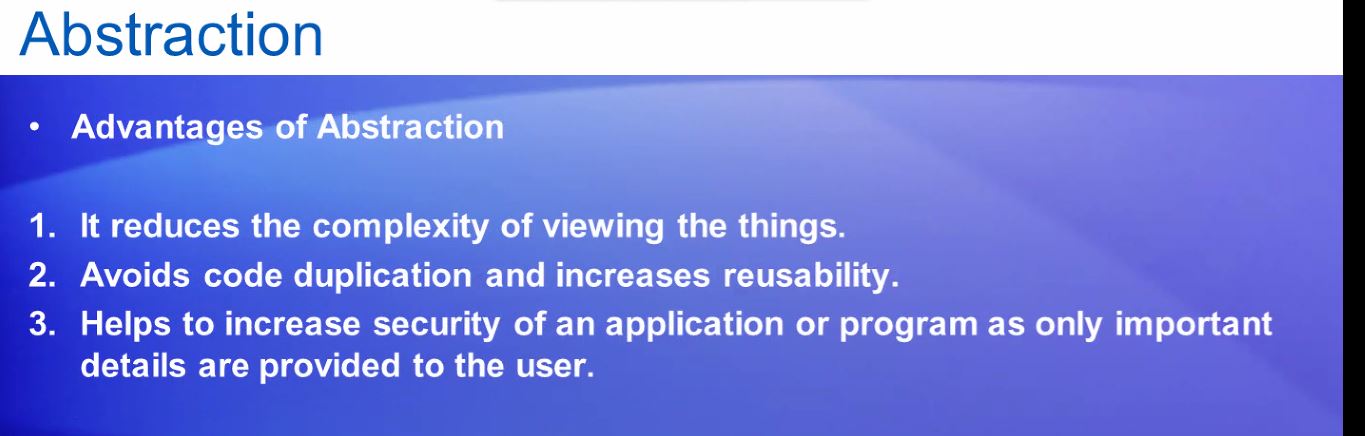 Abstraction
• Advantages of Abstraction
1. It reduces the complexity of viewing the things.
2. Avoids code duplication and increases reusability.
3. Helps to increase security of an application or program as only important
details are provided to the user.